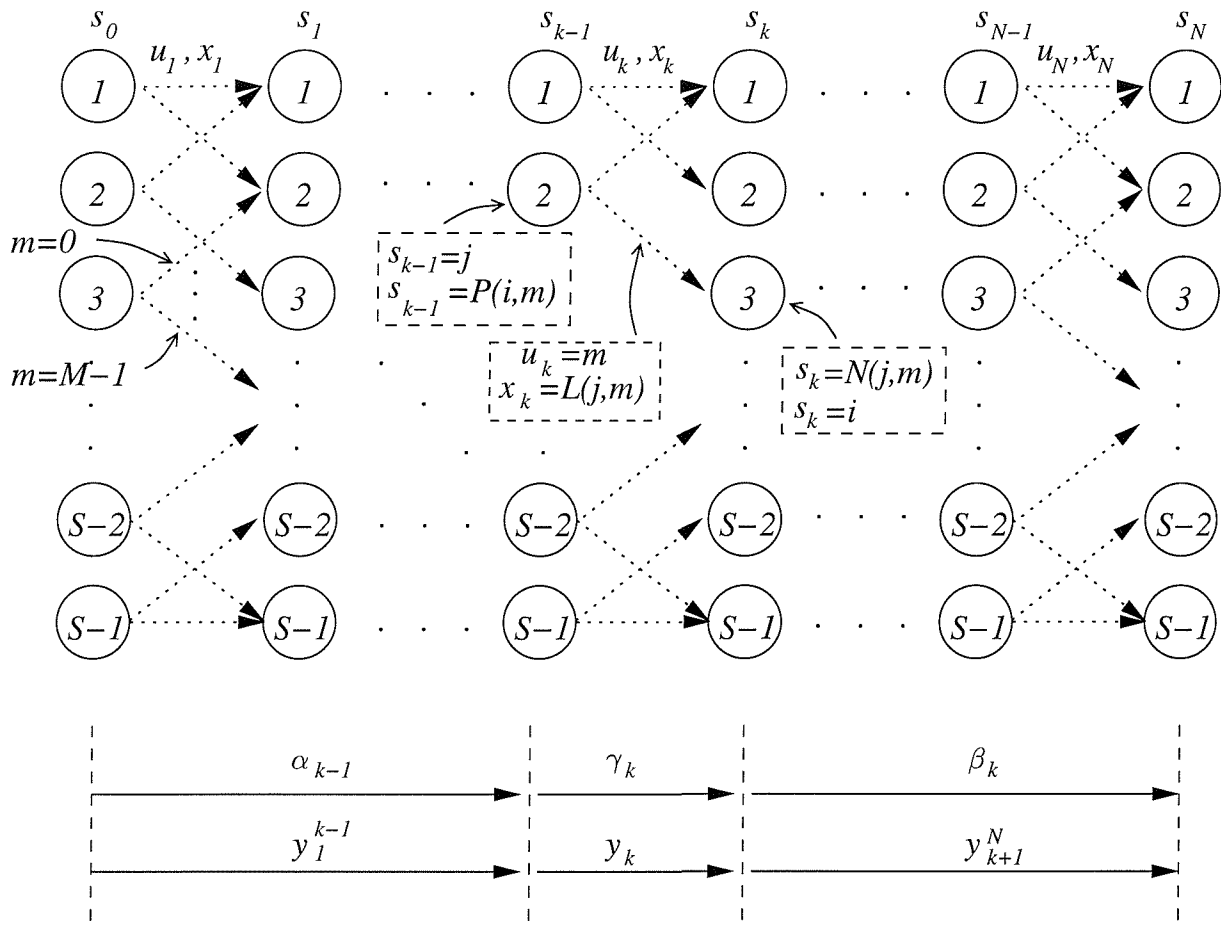 s_0 s_1 s_{k-1} s_k s_{N-1} s_N
u_1, x_1 u_k, x_k u_N, x_N
1 1 . . . 1 1 . . . 1 1
2 2 . . . 2 2 . . . 2 2
m=0
s_{k-1}=j
s_{k-1}=P(i,m)
3 3 3 . . . 3 3
m=M-1
u_k=m
x_k=L(j,m)
s_k=N(j,m)
s_k=i
S-2 S-2 . . . S-2 S-2 . . . S-2 S-2
S-1 S-1 . . . S-1 S-1 . . . S-1 S-1
α_{k-1} γ_k β_k
y_1^{k-1} y_k y_{k+1}^N